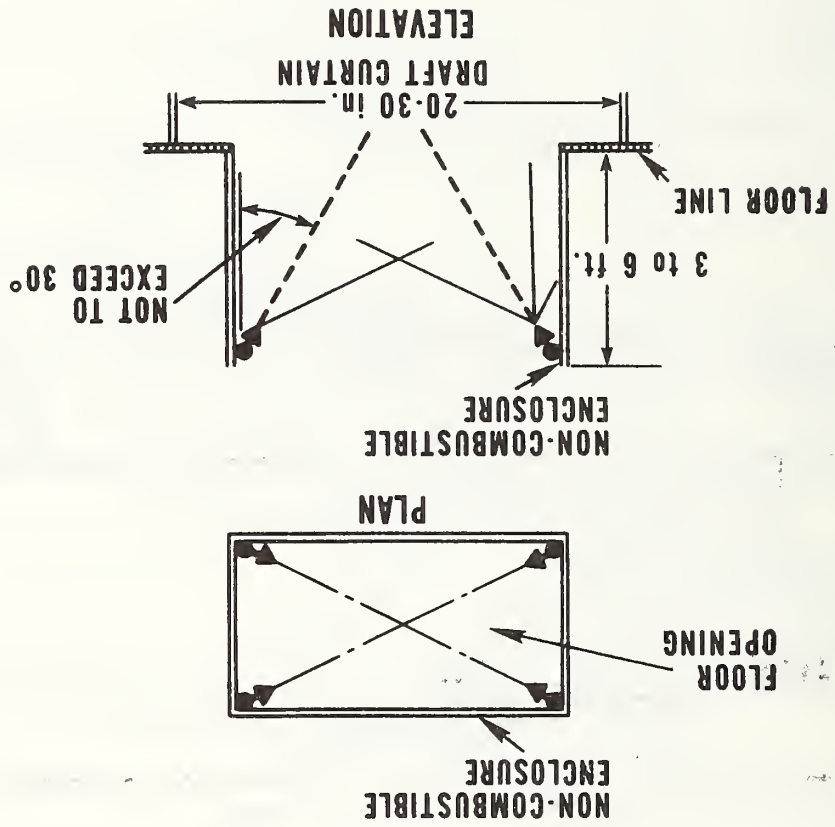 NON-COMBUSTIBLE
ENCLOSURE
FLOOR
OPENING
PLAN
NON-COMBUSTIBLE
ENCLOSURE
NOT TO
EXCEED 30°
3 to 6 ft.
FLOOR LINE
20-30 in.
DRAFT CURTAIN
ELEVATION